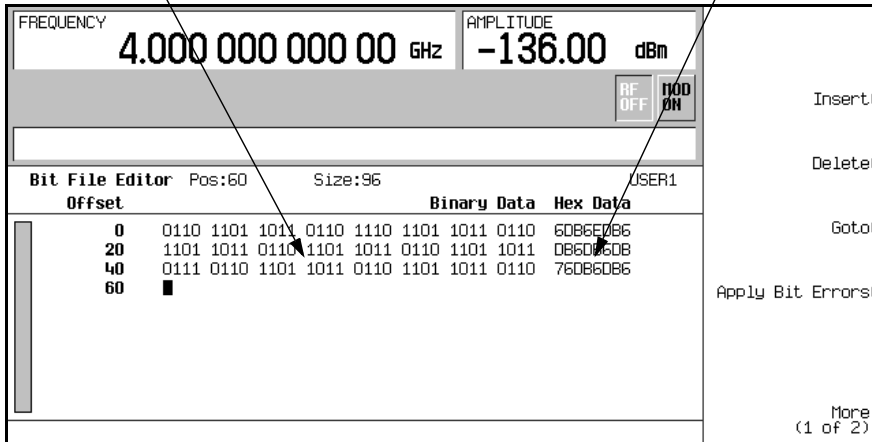 FREQUENCY
4.000 000 000 00 GHz
AMPLITUDE
-136.00 dBm
RF OFF
MOD ON
Insert
Delete
Goto
Apply Bit Errors
More
(1 of 2)
Bit File Editor Pos:60 Size:96 USER1
Offset Binary Data Hex Data
0 0110 1101 1011 0110 1110 1101 1011 0110 6DB6EDB6
20 1101 1011 0110 1101 1011 0110 1101 1011 DB6DB6DB
40 0111 0110 1101 1011 0110 1101 1011 0110 76DB6DB6
60